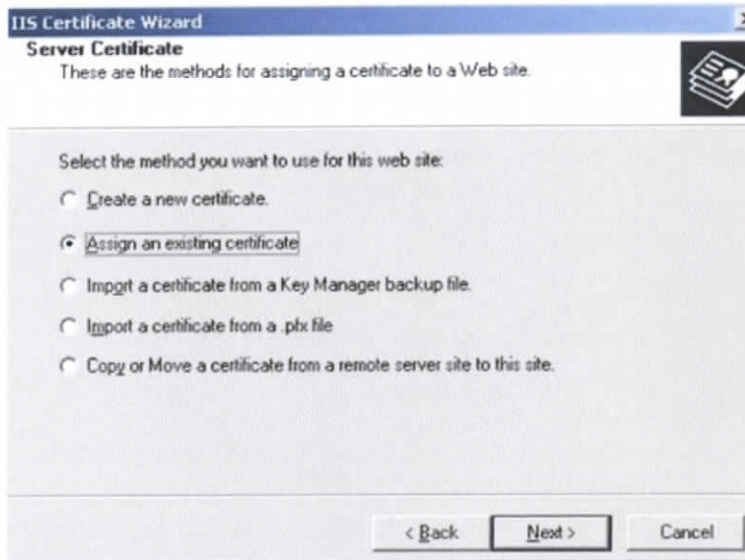 IIS Certificate Wizard
Server Certificate
These are the methods for assigning a certificate to a Web site.
Select the method you want to use for this web site:
Create a new certificate.
Assign an existing certificate
Import a certificate from a Key Manager backup file.
Import a certificate from a .pfx file
Copy or Move a certificate from a remote server site to this site.
< Back Next > Cancel